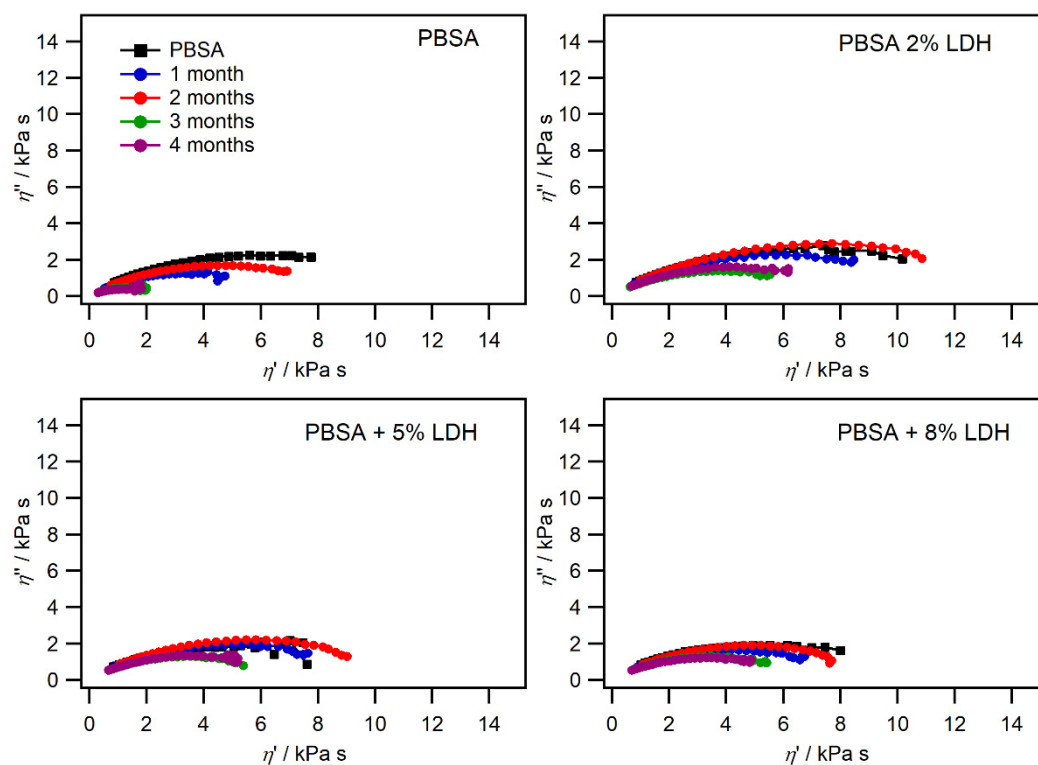 PBSA
14
12
10
8
6
4
2
0
η'' / kPa s
PBSA
1 month
2 months
3 months
4 months
0 2 4 6 8 10 12 14
η' / kPa s
PBSA 2% LDH
14
12
10
8
6
4
2
0
η'' / kPa s
0 2 4 6 8 10 12 14
η' / kPa s
PBSA + 5% LDH
14
12
10
8
6
4
2
0
η'' / kPa s
0 2 4 6 8 10 12 14
η' / kPa s
PBSA + 8% LDH
14
12
10
8
6
4
2
0
η'' / kPa s
0 2 4 6 8 10 12 14
η' / kPa s